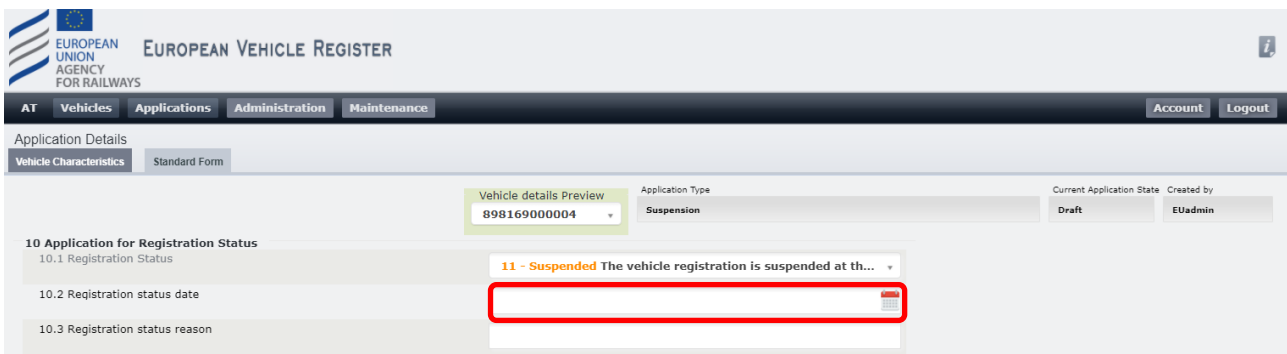 EUROPEAN
UNION
AGENCY
FOR RAILWAYS
EUROPEAN VEHICLE REGISTER
i
AT Vehicles Applications Administration Maintenance Account Logout
Application Details
Vehicle Characteristics Standard Form
Vehicle details Preview Application Type Current Application State Created by
898169000004 Suspension Draft EUadmin
10 Application for Registration Status
10.1 Registration Status 11 - Suspended The vehicle registration is suspended at th...
10.2 Registration status date
10.3 Registration status reason